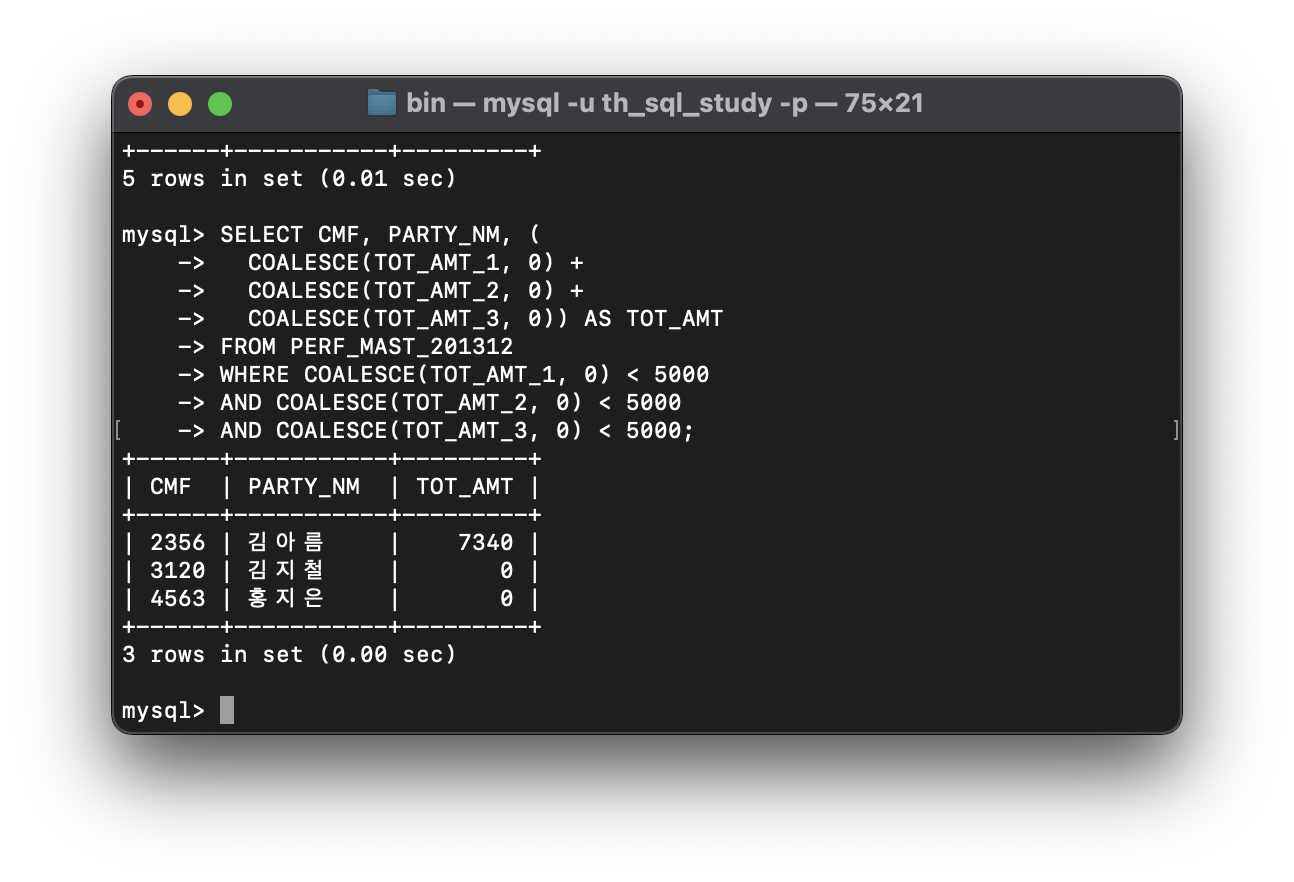 bin — mysql -u th_sql_study -p — 75×21
+------+-----------+---------+
5 rows in set (0.01 sec)
mysql> SELECT CMF, PARTY_NM, (
    ->   COALESCE(TOT_AMT_1, 0) +
    ->   COALESCE(TOT_AMT_2, 0) +
    ->   COALESCE(TOT_AMT_3, 0)) AS TOT_AMT
    -> FROM PERF_MAST_201312
    -> WHERE COALESCE(TOT_AMT_1, 0) < 5000
    -> AND COALESCE(TOT_AMT_2, 0) < 5000
[    -> AND COALESCE(TOT_AMT_3, 0) < 5000; ]
+------+-----------+---------+
| CMF  | PARTY_NM  | TOT_AMT |
+------+-----------+---------+
| 2356 | 김아름    |    7340 |
| 3120 | 김지철    |       0 |
| 4563 | 홍지은    |       0 |
+------+-----------+---------+
3 rows in set (0.00 sec)
mysql>